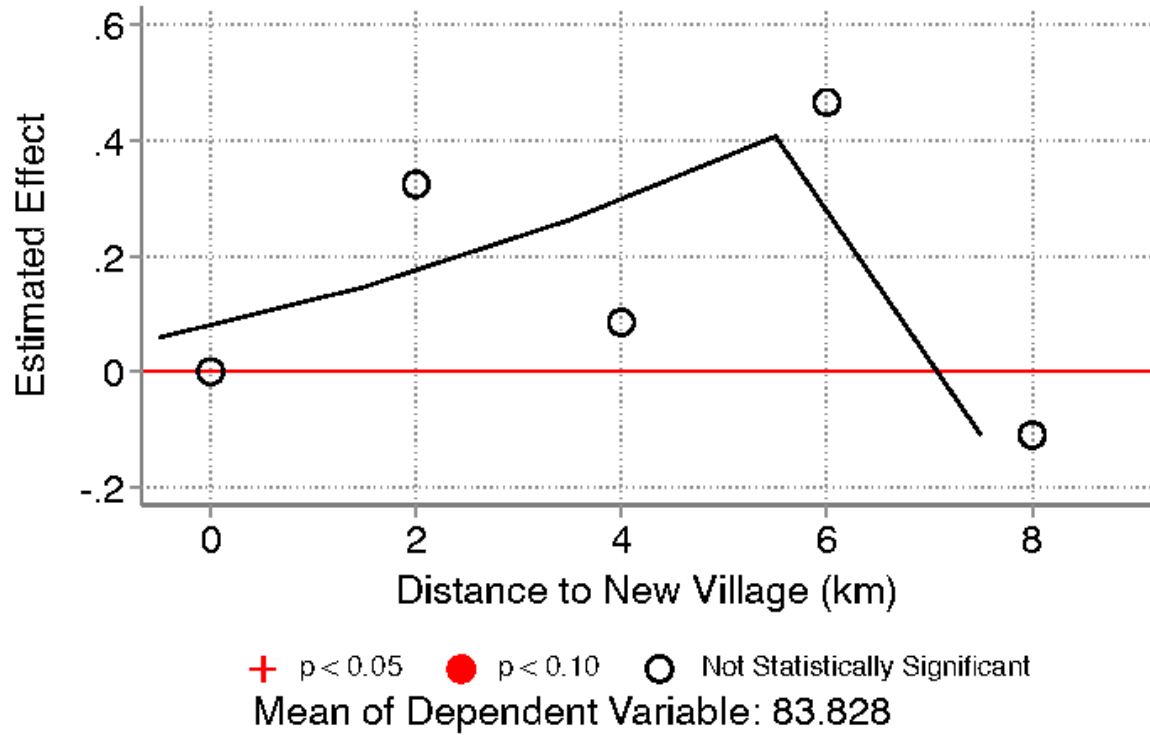 Estimated Effect
.6
.4
.2
0
-.2
0 2 4 6 8
Distance to New Village (km)
p < 0.05 p < 0.10 Not Statistically Significant
Mean of Dependent Variable: 83.828